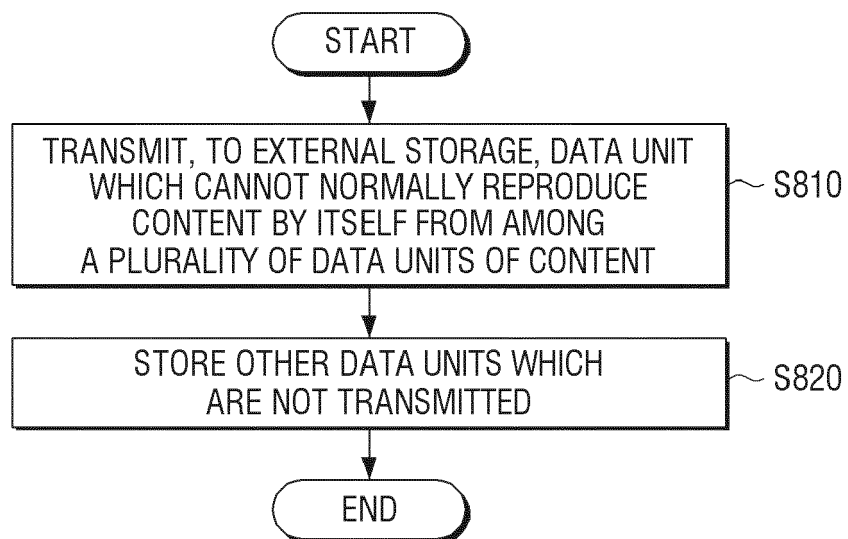 START
TRANSMIT, TO EXTERNAL STORAGE, DATA UNIT
WHICH CANNOT NORMALLY REPRODUCE
CONTENT BY ITSELF FROM AMONG
A PLURALITY OF DATA UNITS OF CONTENT
S810
STORE OTHER DATA UNITS WHICH
ARE NOT TRANSMITTED
S820
END